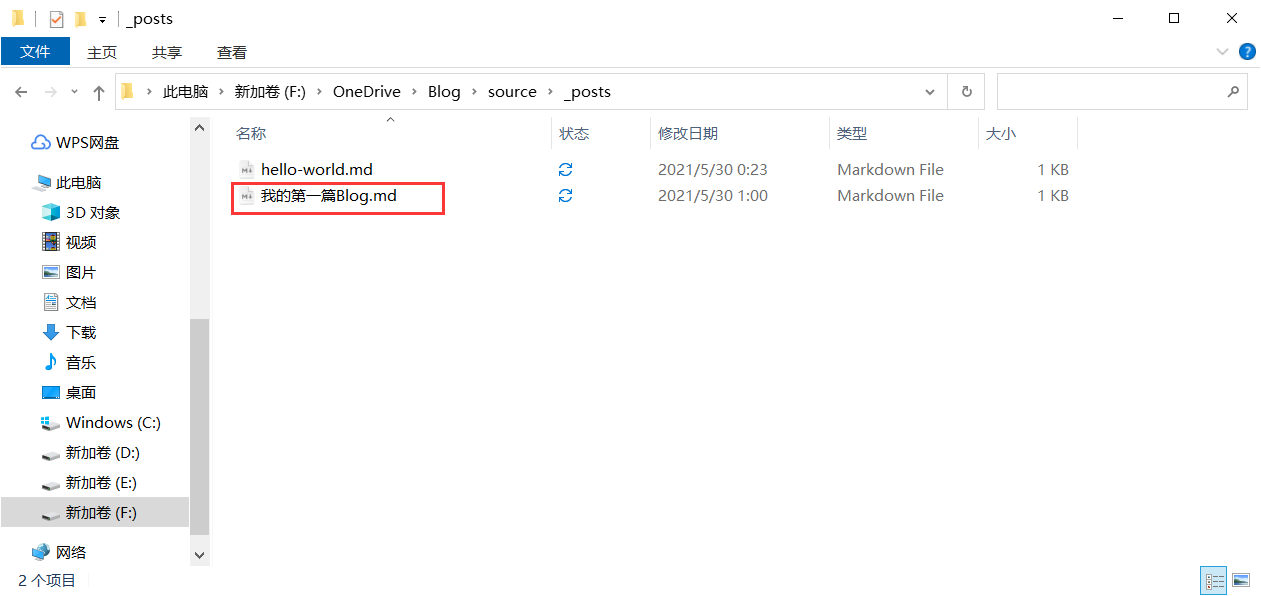 _posts
文件 主页 共享 查看
此电脑 新加卷 (F:) OneDrive Blog source _posts
WPS网盘
此电脑
3D 对象
视频
图片
文档
下载
音乐
桌面
Windows (C:)
新加卷 (D:)
新加卷 (E:)
新加卷 (F:)
网络
名称 状态 修改日期 类型 大小
hello-world.md 2021/5/30 0:23 Markdown File 1 KB
我的第一篇Blog.md 2021/5/30 1:00 Markdown File 1 KB
2 个项目